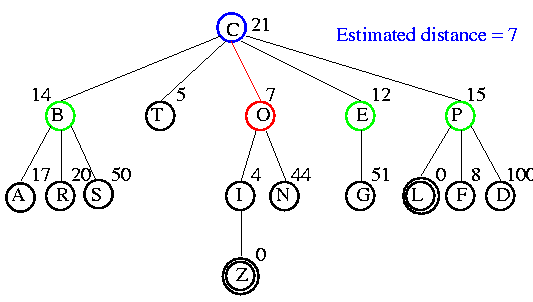 C 21
Estimated distance = 7
14 5 7 12 15
B T O E P
17 20 50 4 44 51 0 8 100
A R S I N G L F D
0
Z